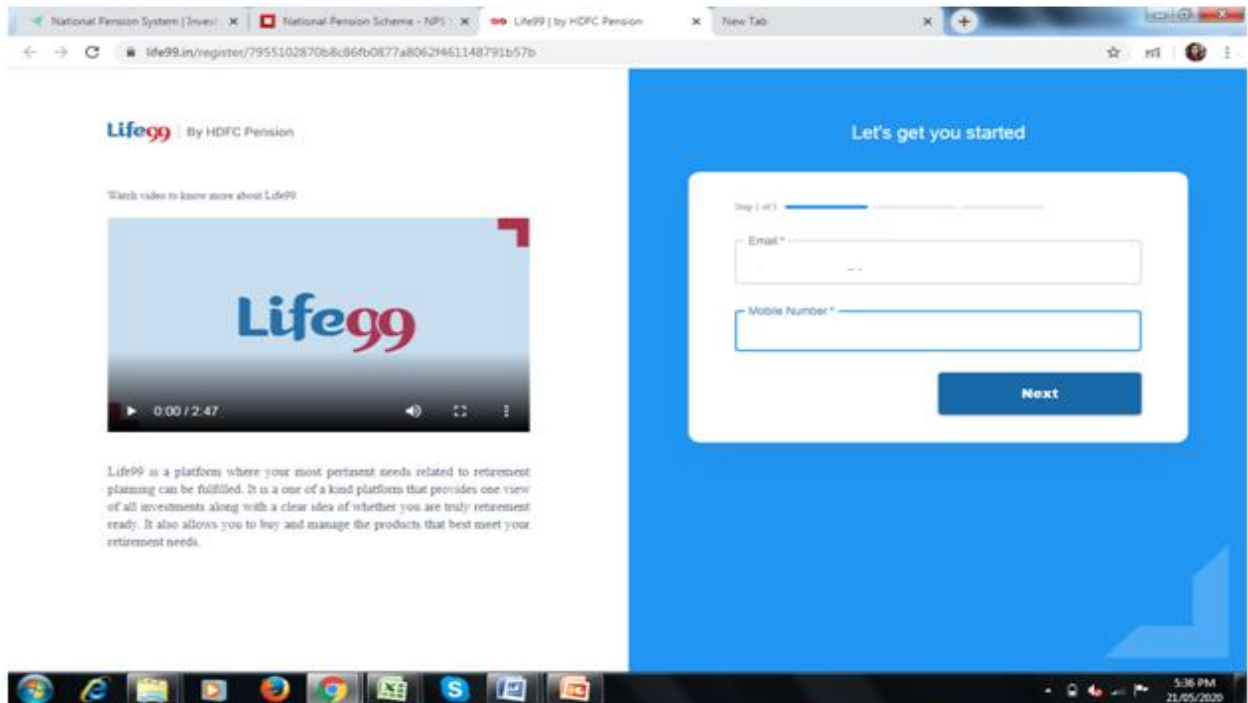 National Pension System | Invest
National Pension Scheme - NPS
Life99 | by HDFC Pension
New Tab
life99.in/register/7955102870b8c86fb0877a8062f461148791b57b
Life99 | By HDFC Pension
Let's get you started
Watch video to know more about Life99
Step 1 of 3
Email *
Mobile Number *
Next
Life99
0:00 / 2:47
Life99 is a platform where your most pertinent needs related to retirement
planning can be fulfilled. It is a one of a kind platform that provides one view
of all investments along with a clear idea of whether you are truly retirement
ready. It also allows you to buy and manage the products that best meet your
retirement needs.
5:36 PM
21/05/2020